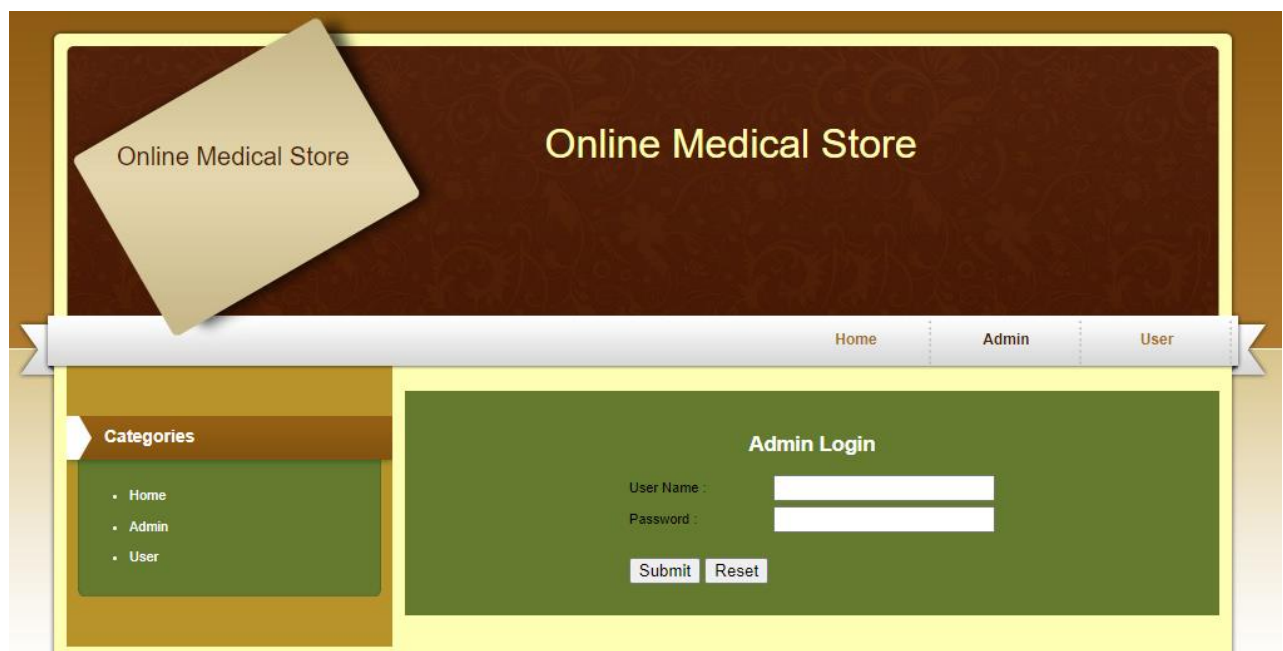 Online Medical Store
Online Medical Store
Home Admin User
Categories
Home
Admin
User
Admin Login
User Name :
Password :
Submit Reset